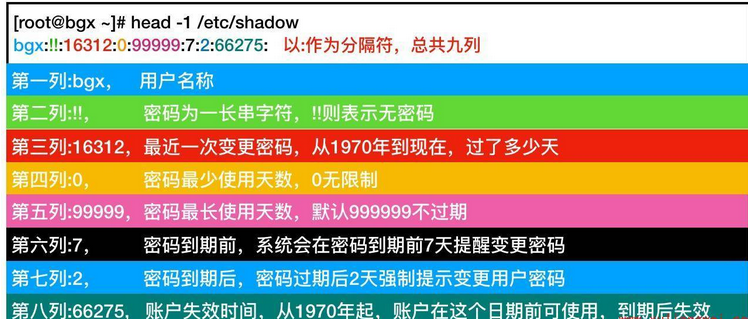 [root@bgx ~]# head -1 /etc/shadow
bgx:!!:16312:0:99999:7:2:66275: 以:作为分隔符，总共九列
第一列:bgx， 用户名称
第二列:!!， 密码为一长串字符，!!则表示无密码
第三列:16312，最近一次变更密码，从1970年到现在，过了多少天
第四列:0， 密码最少使用天数，0无限制
第五列:99999，密码最长使用天数，默认999999不过期
第六列:7， 密码到期前，系统会在密码到期前7天提醒变更密码
第七列:2， 密码到期后，密码过期后2天强制提示变更用户密码
第八列:66275，账户失效时间，从1970年起，账户在这个日期前可使用，到期后失效